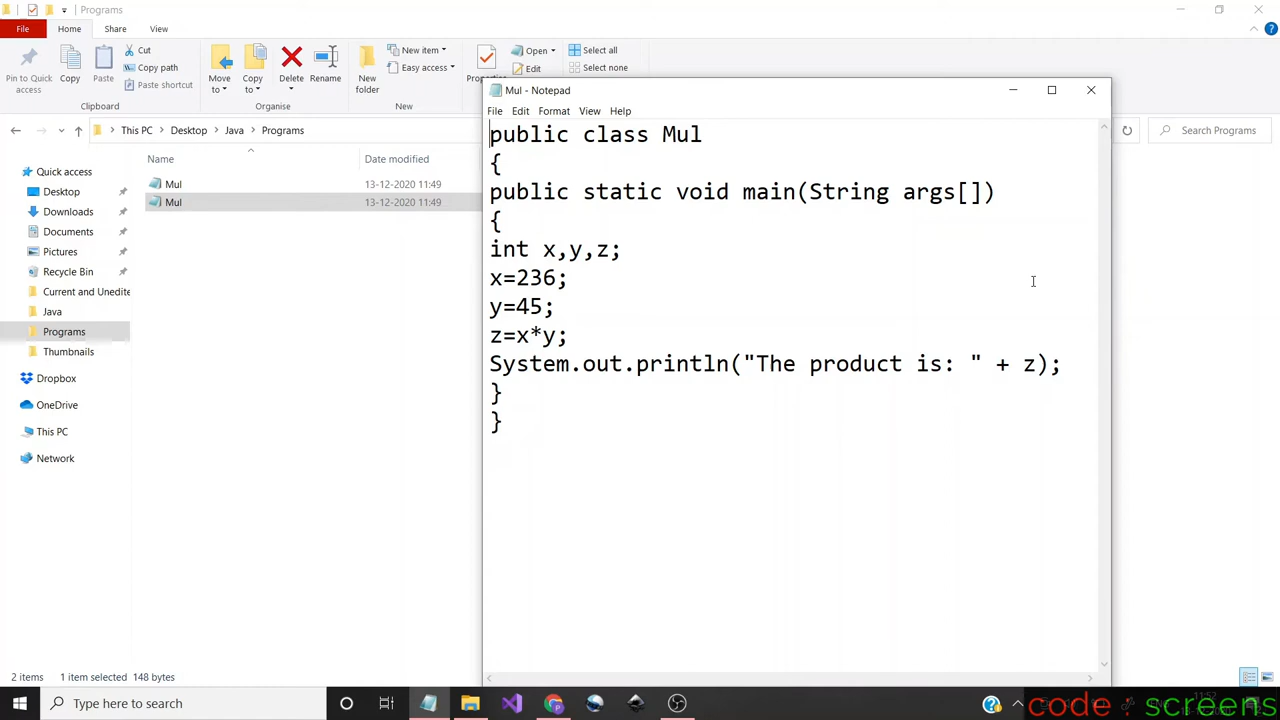 Programs
File
Home
Share
View
Pin to Quick access
Copy
Paste
Cut
Copy path
Paste shortcut
Clipboard
Move to
Copy to
Delete
Rename
Organise
New folder
New item
Easy access
New
Open
Edit
Select all
Select none
This PC
Desktop
Java
Programs
Search Programs
Quick access
Desktop
Downloads
Documents
Pictures
Recycle Bin
Current and Unedite
Java
Programs
Thumbnails
Dropbox
OneDrive
This PC
Network
Name
Date modified
Mul
13-12-2020 11:49
Mul
13-12-2020 11:49
Mul - Notepad
File
Edit
Format
View
Help
public class Mul
{
public static void main(String args[])
{
int x,y,z;
x=236;
y=45;
z=x*y;
System.out.println("The product is: " + z);
}
}
2 items
1 item selected 148 bytes
Type here to search
code : screens